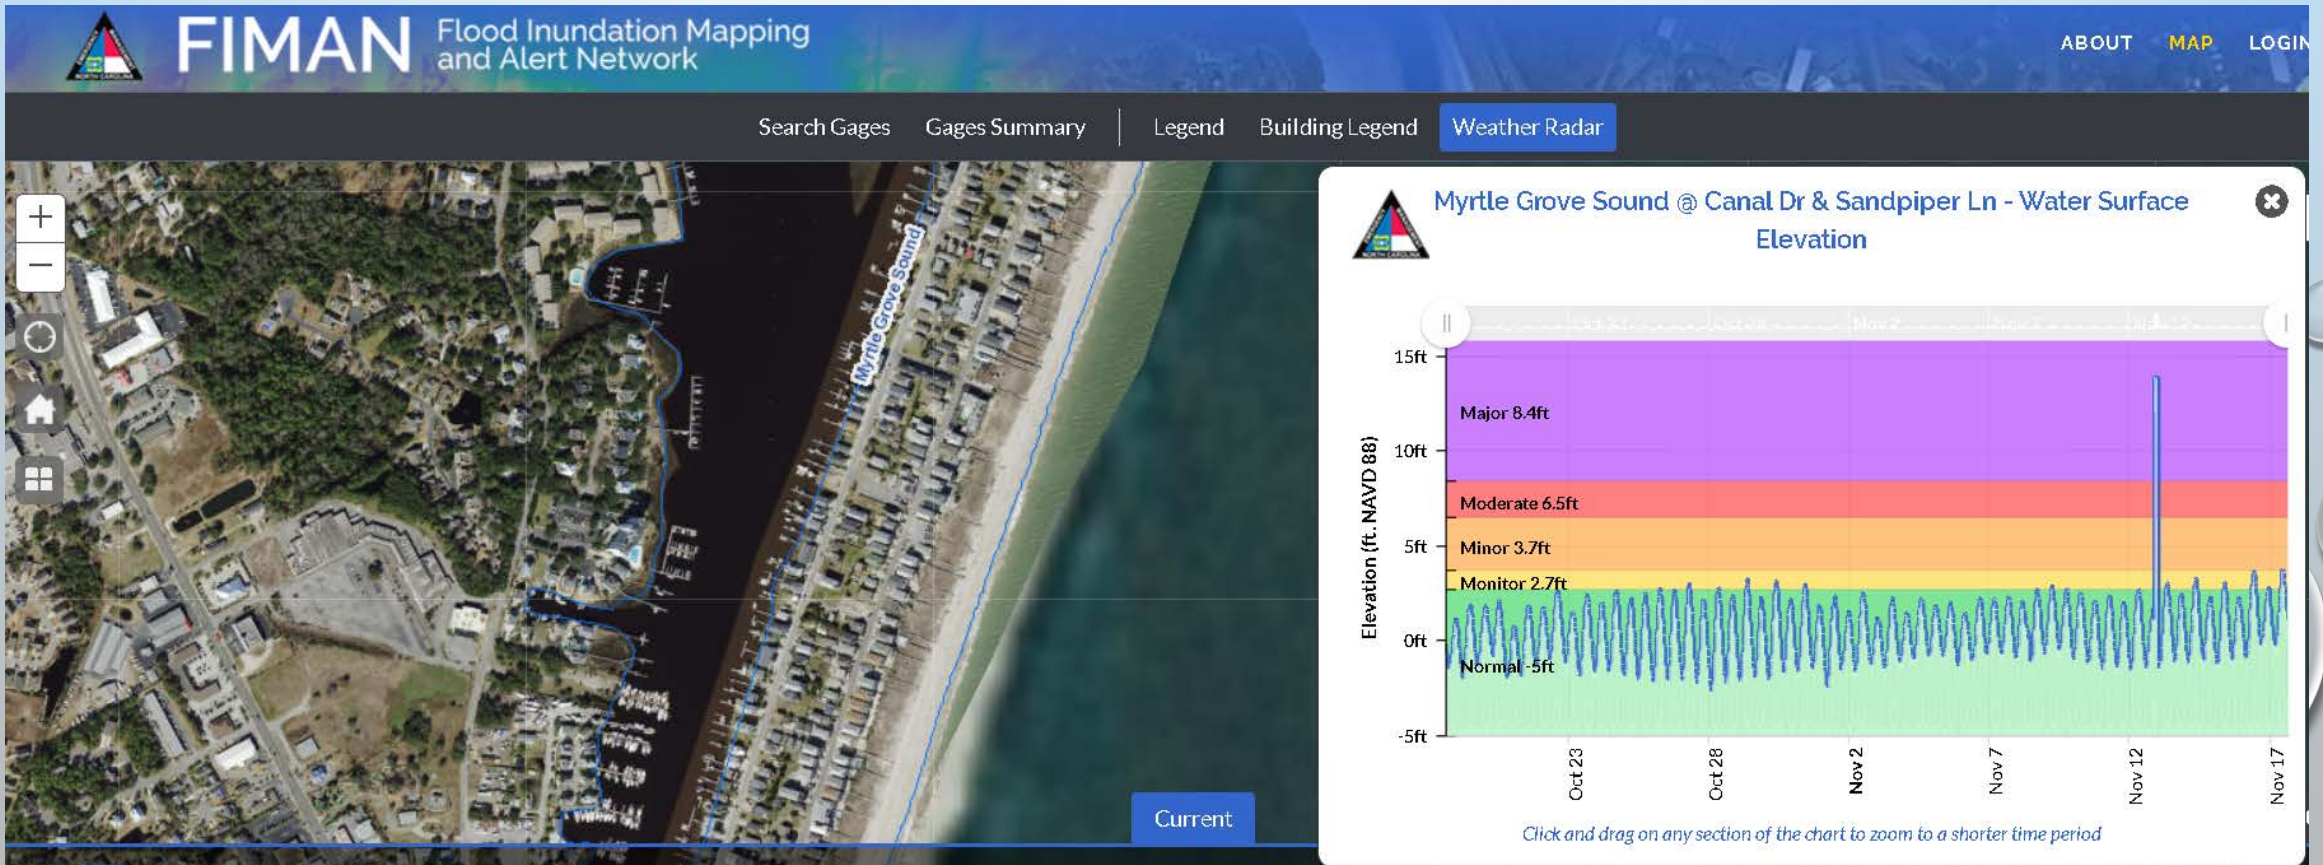 FIMAN
Flood Inundation Mapping
and Alert Network
ABOUT MAP LOGIN
Search Gages Gages Summary Legend Building Legend Weather Radar
+
−
Myrtle Grove Sound
Current
Myrtle Grove Sound @ Canal Dr & Sandpiper Ln - Water Surface
Elevation
Nov 2
Elevation (ft. NAVD 88)
15ft
10ft
5ft
0ft
-5ft
Major 8.4ft
Moderate 6.5ft
Minor 3.7ft
Monitor 2.7ft
Normal -5ft
Oct 23
Oct 28
Nov 2
Nov 7
Nov 12
Nov 17
Click and drag on any section of the chart to zoom to a shorter time period